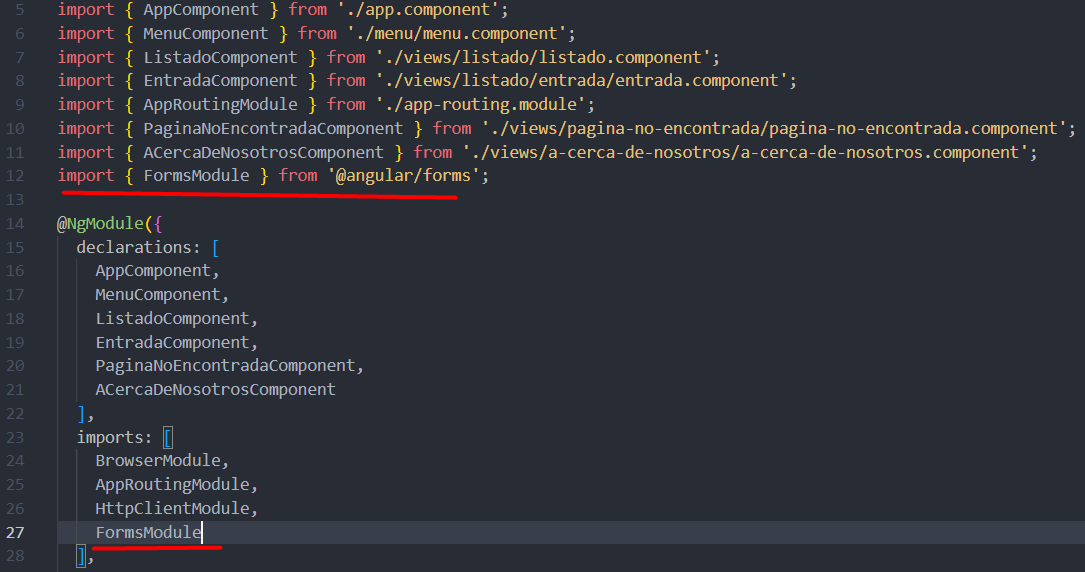 5 import { AppComponent } from './app.component';
6 import { MenuComponent } from './menu/menu.component';
7 import { ListadoComponent } from './views/listado/listado.component';
8 import { EntradaComponent } from './views/listado/entrada/entrada.component';
9 import { AppRoutingModule } from './app-routing.module';
10 import { PaginaNoEncontradaComponent } from './views/pagina-no-encontrada/pagina-no-encontrada.component';
11 import { ACercaDeNosotrosComponent } from './views/a-cerca-de-nosotros/a-cerca-de-nosotros.component';
12 import { FormsModule } from '@angular/forms';
13
14 @NgModule({
15   declarations: [
16     AppComponent,
17     MenuComponent,
18     ListadoComponent,
19     EntradaComponent,
20     PaginaNoEncontradaComponent,
21     ACercaDeNosotrosComponent
22   ],
23   imports: [
24     BrowserModule,
25     AppRoutingModule,
26     HttpClientModule,
27     FormsModule
28   ],